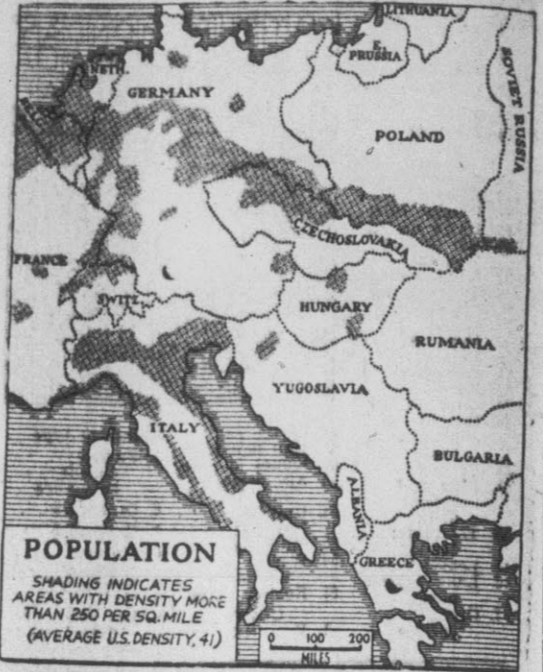 LITHUANIA
E.
PRUSSIA
NETH.
GERMANY
SOVIET RUSSIA
POLAND
CZECHOSLOVAKIA
FRANCE
SWITZ.
HUNGARY
RUMANIA
YUGOSLAVIA
ITALY
BULGARIA
ALBANIA
GREECE
POPULATION
SHADING INDICATES
AREAS WITH DENSITY MORE
THAN 250 PER SQ. MILE
(AVERAGE U.S. DENSITY, 41)
0 100 200
MILES